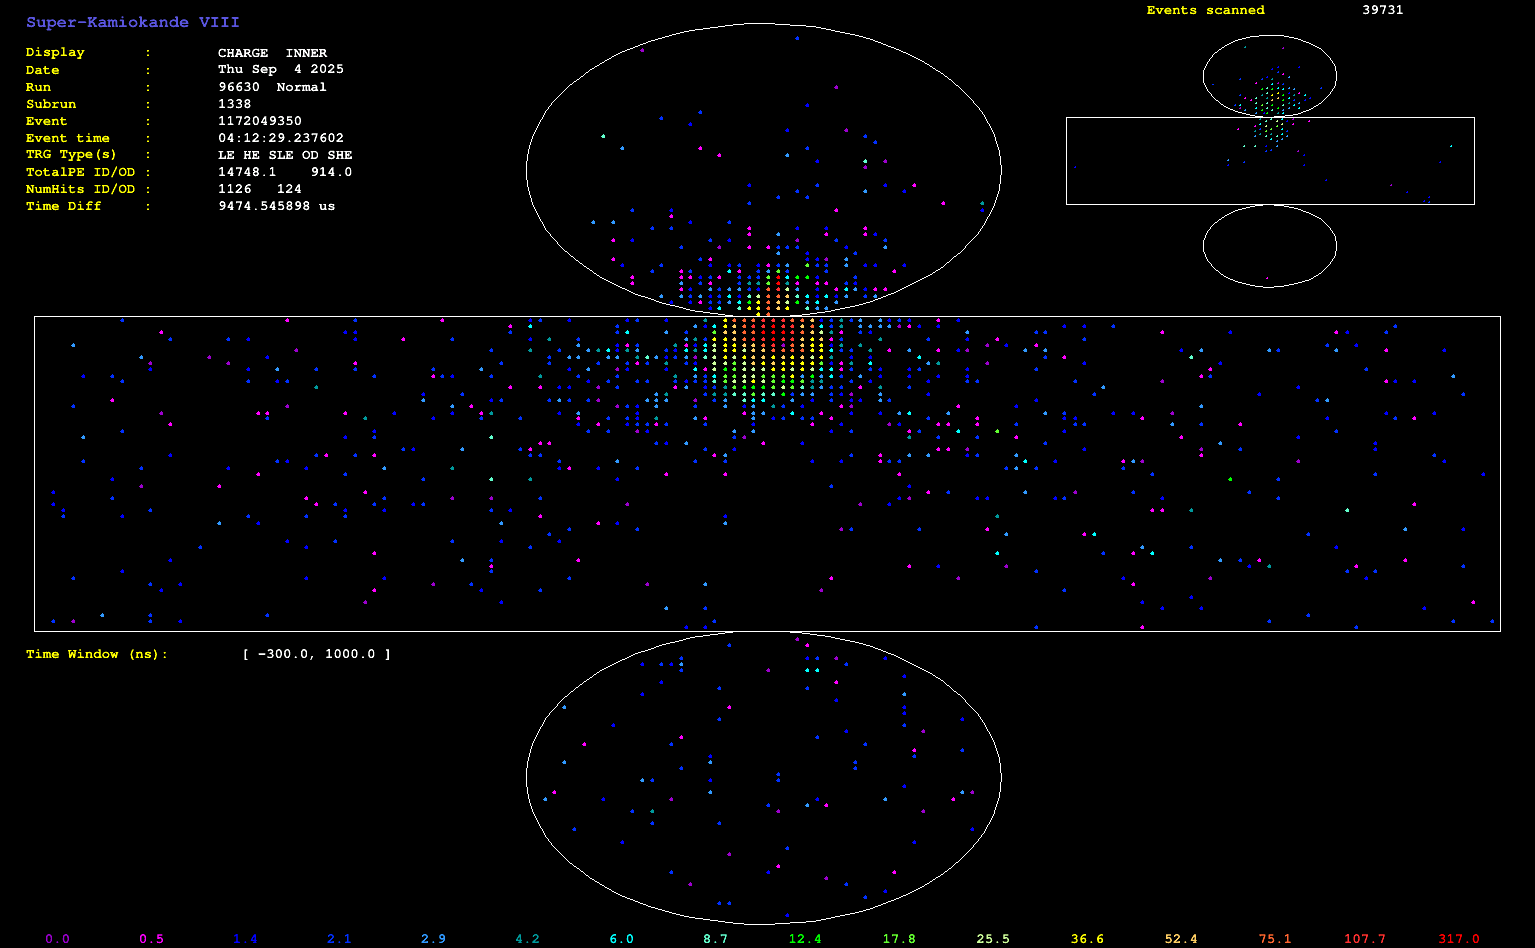 Super-Kamiokande VIII
Events scanned 39731
Display : CHARGE INNER
Date : Thu Sep 4 2025
Run : 96630 Normal
Subrun : 1338
Event : 1172049350
Event time : 04:12:29.237602
TRG Type(s) : LE HE SLE OD SHE
TotalPE ID/OD : 14748.1 914.0
NumHits ID/OD : 1126 124
Time Diff : 9474.545898 us
Time Window (ns): [ -300.0, 1000.0 ]
0.0 0.5 1.4 2.1 2.9 4.2 6.0 8.7 12.4 17.8 25.5 36.6 52.4 75.1 107.7 317.0